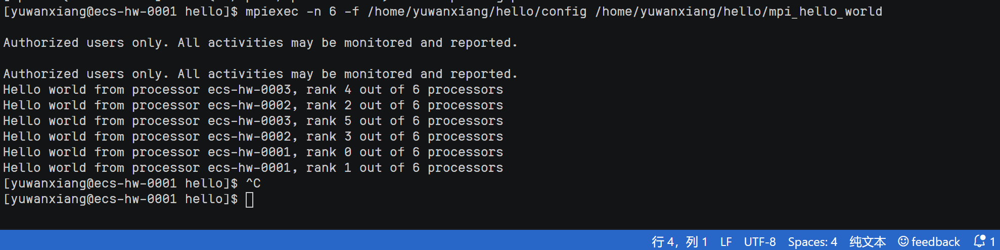 [yuwanxiang@ecs-hw-0001 hello]$ mpiexec -n 6 -f /home/yuwanxiang/hello/config /home/yuwanxiang/hello/mpi_hello_world
Authorized users only. All activities may be monitored and reported.
Authorized users only. All activities may be monitored and reported.
Hello world from processor ecs-hw-0003, rank 4 out of 6 processors
Hello world from processor ecs-hw-0002, rank 2 out of 6 processors
Hello world from processor ecs-hw-0003, rank 5 out of 6 processors
Hello world from processor ecs-hw-0002, rank 3 out of 6 processors
Hello world from processor ecs-hw-0001, rank 0 out of 6 processors
Hello world from processor ecs-hw-0001, rank 1 out of 6 processors
[yuwanxiang@ecs-hw-0001 hello]$ ^C
[yuwanxiang@ecs-hw-0001 hello]$
行 4，列 1 LF UTF-8 Spaces: 4 纯文本 feedback 1